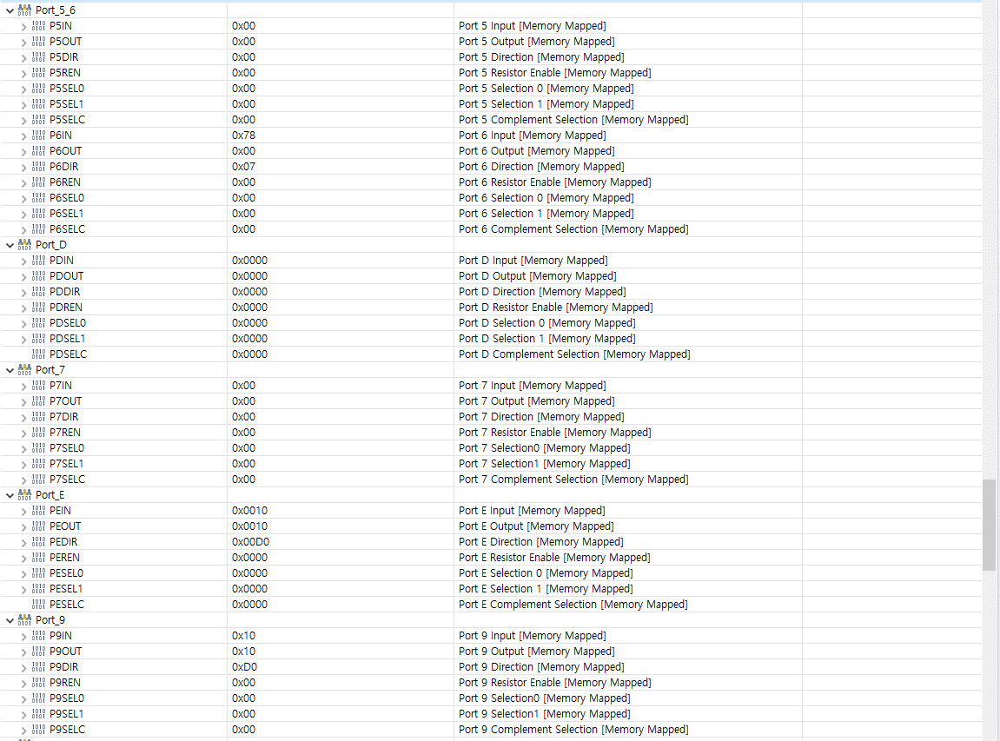 Port_5_6
P5IN 0x00 Port 5 Input [Memory Mapped]
P5OUT 0x00 Port 5 Output [Memory Mapped]
P5DIR 0x00 Port 5 Direction [Memory Mapped]
P5REN 0x00 Port 5 Resistor Enable [Memory Mapped]
P5SEL0 0x00 Port 5 Selection 0 [Memory Mapped]
P5SEL1 0x00 Port 5 Selection 1 [Memory Mapped]
P5SELC 0x00 Port 5 Complement Selection [Memory Mapped]
P6IN 0x78 Port 6 Input [Memory Mapped]
P6OUT 0x00 Port 6 Output [Memory Mapped]
P6DIR 0x07 Port 6 Direction [Memory Mapped]
P6REN 0x00 Port 6 Resistor Enable [Memory Mapped]
P6SEL0 0x00 Port 6 Selection 0 [Memory Mapped]
P6SEL1 0x00 Port 6 Selection 1 [Memory Mapped]
P6SELC 0x00 Port 6 Complement Selection [Memory Mapped]
Port_D
PDIN 0x0000 Port D Input [Memory Mapped]
PDOUT 0x0000 Port D Output [Memory Mapped]
PDDIR 0x0000 Port D Direction [Memory Mapped]
PDREN 0x0000 Port D Resistor Enable [Memory Mapped]
PDSEL0 0x0000 Port D Selection 0 [Memory Mapped]
PDSEL1 0x0000 Port D Selection 1 [Memory Mapped]
PDSELC 0x0000 Port D Complement Selection [Memory Mapped]
Port_7
P7IN 0x00 Port 7 Input [Memory Mapped]
P7OUT 0x00 Port 7 Output [Memory Mapped]
P7DIR 0x00 Port 7 Direction [Memory Mapped]
P7REN 0x00 Port 7 Resistor Enable [Memory Mapped]
P7SEL0 0x00 Port 7 Selection0 [Memory Mapped]
P7SEL1 0x00 Port 7 Selection1 [Memory Mapped]
P7SELC 0x00 Port 7 Complement Selection [Memory Mapped]
Port_E
PEIN 0x0010 Port E Input [Memory Mapped]
PEOUT 0x0010 Port E Output [Memory Mapped]
PEDIR 0x00D0 Port E Direction [Memory Mapped]
PEREN 0x0000 Port E Resistor Enable [Memory Mapped]
PESEL0 0x0000 Port E Selection 0 [Memory Mapped]
PESEL1 0x0000 Port E Selection 1 [Memory Mapped]
PESELC 0x0000 Port E Complement Selection [Memory Mapped]
Port_9
P9IN 0x10 Port 9 Input [Memory Mapped]
P9OUT 0x10 Port 9 Output [Memory Mapped]
P9DIR 0xD0 Port 9 Direction [Memory Mapped]
P9REN 0x00 Port 9 Resistor Enable [Memory Mapped]
P9SEL0 0x00 Port 9 Selection0 [Memory Mapped]
P9SEL1 0x00 Port 9 Selection1 [Memory Mapped]
P9SELC 0x00 Port 9 Complement Selection [Memory Mapped]